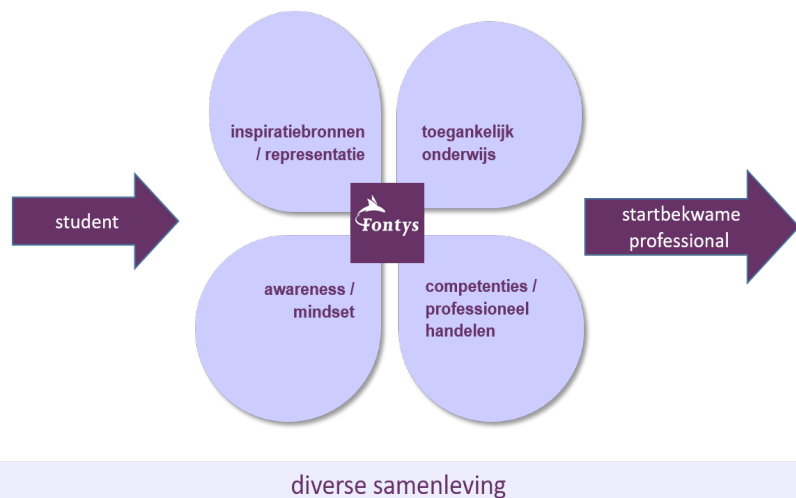 inspiratiebronnen
/ representatie
toegankelijk
onderwijs
student
Fontys
startbekwame
professional
awareness /
mindset
competenties /
professioneel
handelen
diverse samenleving